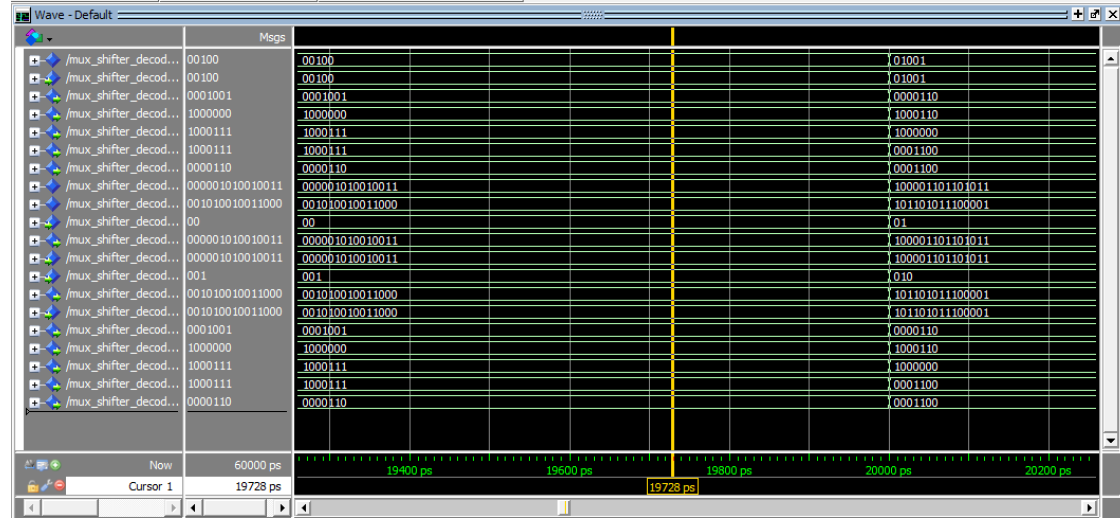 Wave - Default
Msgs
/mux_shifter_decod... 00100 00100 01001
/mux_shifter_decod... 00100 00100 01001
/mux_shifter_decod... 0001001 0001001 0000110
/mux_shifter_decod... 1000000 1000000 1000110
/mux_shifter_decod... 1000111 1000111 1000000
/mux_shifter_decod... 1000111 1000111 0001100
/mux_shifter_decod... 0000110 0000110 0001100
/mux_shifter_decod... 000001010010011 000001010010011 100001101101011
/mux_shifter_decod... 001010010011000 001010010011000 101101011100001
/mux_shifter_decod... 00 00 01
/mux_shifter_decod... 000001010010011 000001010010011 100001101101011
/mux_shifter_decod... 000001010010011 000001010010011 100001101101011
/mux_shifter_decod... 001 001 010
/mux_shifter_decod... 001010010011000 001010010011000 101101011100001
/mux_shifter_decod... 001010010011000 001010010011000 101101011100001
/mux_shifter_decod... 0001001 0001001 0000110
/mux_shifter_decod... 1000000 1000000 1000110
/mux_shifter_decod... 1000111 1000111 1000000
/mux_shifter_decod... 1000111 1000111 0001100
/mux_shifter_decod... 0000110 0000110 0001100
Now 60000 ps 19400 ps 19600 ps 19800 ps 20000 ps 20200 ps
Cursor 1 19728 ps 19728 ps